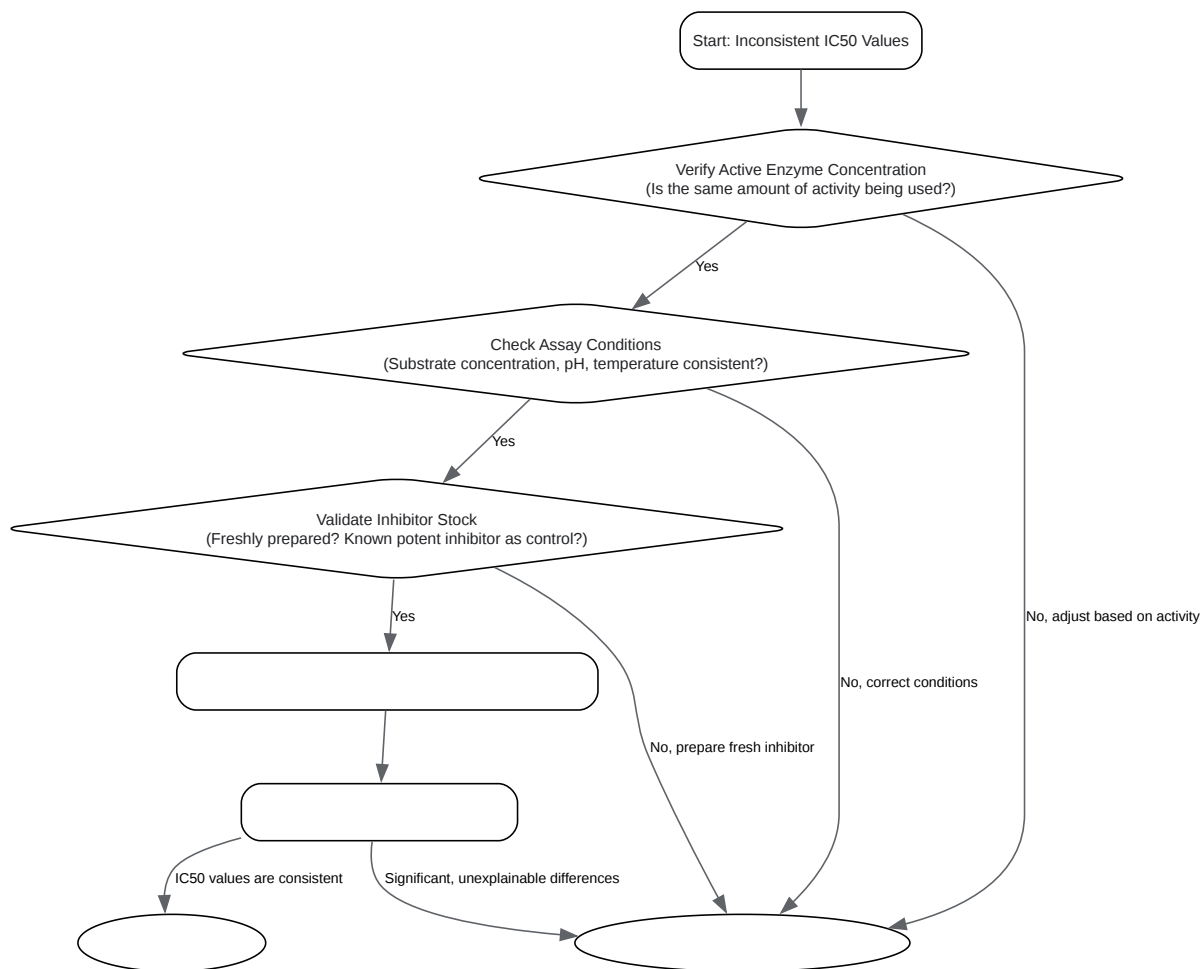 Start: Inconsistent IC50 Values
Verify Active Enzyme Concentration
(Is the same amount of activity being used?)
Yes
Check Assay Conditions
(Substrate concentration, pH, temperature consistent?)
Yes
Validate Inhibitor Stock
(Freshly prepared? Known potent inhibitor as control?)
Yes
No, adjust based on activity
No, correct conditions
No, prepare fresh inhibitor
IC50 values are consistent
Significant, unexplainable differences